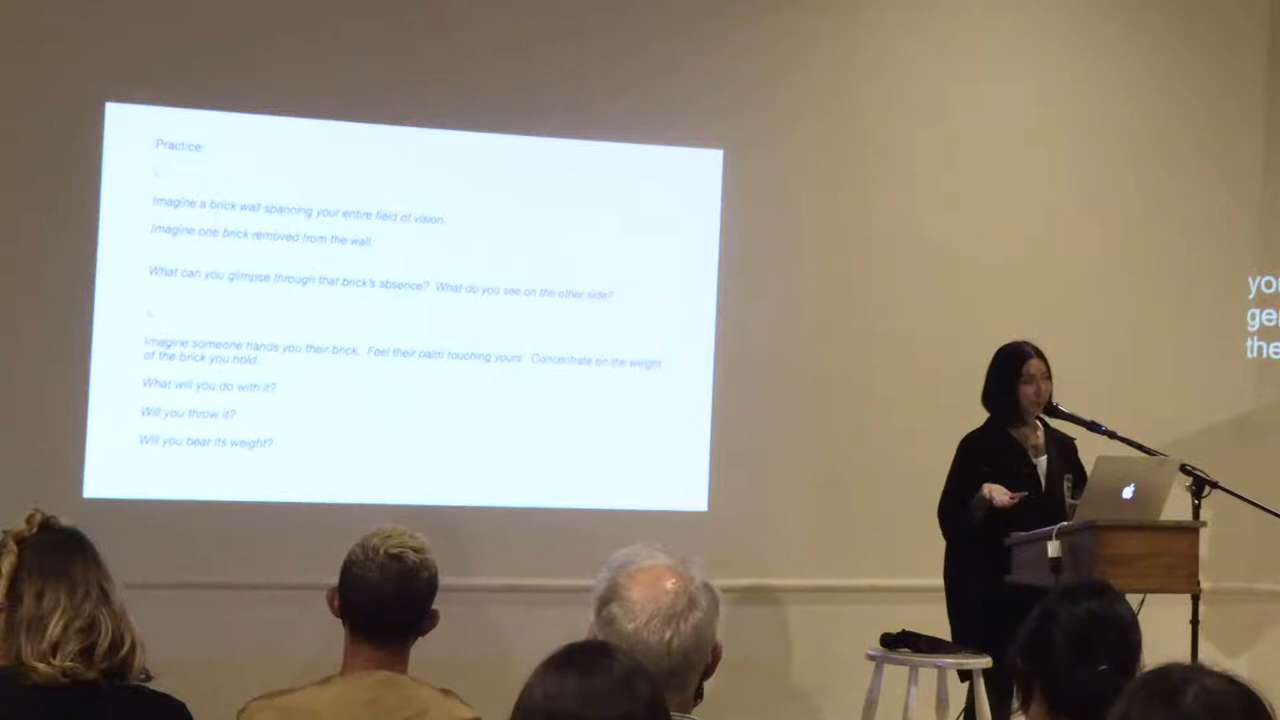 Practice:
Imagine a brick wall spanning your entire field of vision.
Imagine one brick removed from the wall.
What can you glimpse through that brick's absence? What do you see on the other side?
Imagine someone hands you their brick. Feel their palm touching yours. Concentrate on the weight
of the brick you hold.
What will you do with it?
Will you throw it?
Will you bear its weight?
the